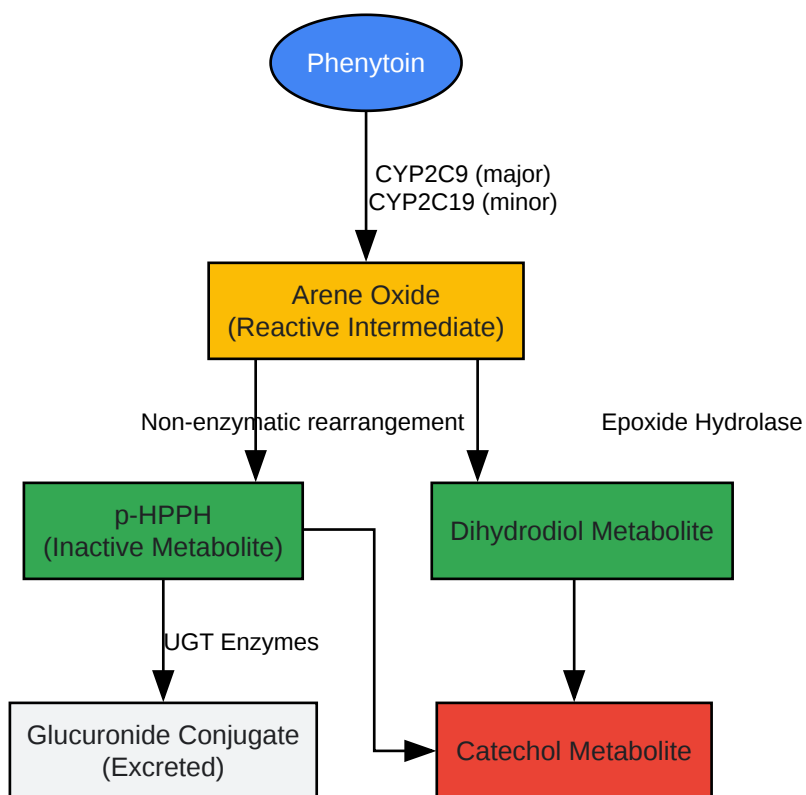 Phenytoin
CYP2C9 (major)
CYP2C19 (minor)
Arene Oxide
(Reactive Intermediate)
Non-enzymatic rearrangement
Epoxide Hydrolase
p-HPPH
(Inactive Metabolite)
Dihydrodiol Metabolite
UGT Enzymes
Glucuronide Conjugate
(Excreted)
Catechol Metabolite